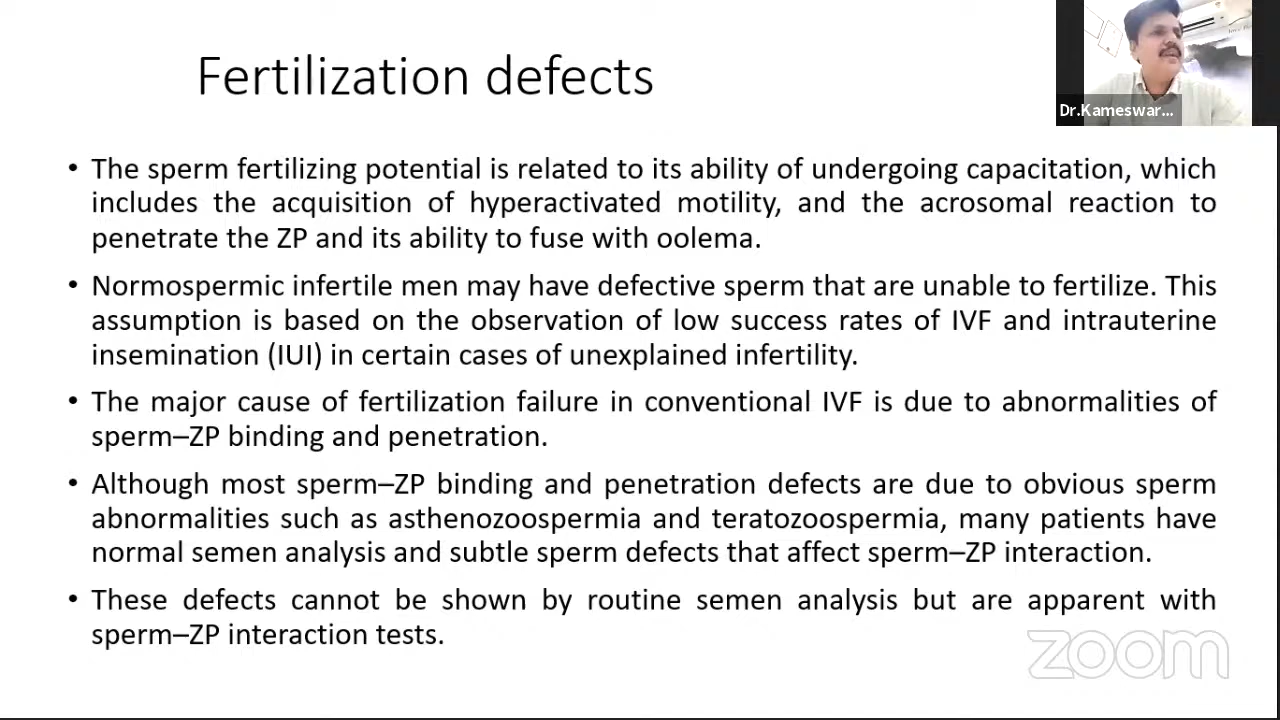 Fertilization defects
Dr.Kameswar...
• The sperm fertilizing potential is related to its ability of undergoing capacitation, which
includes the acquisition of hyperactivated motility, and the acrosomal reaction to
penetrate the ZP and its ability to fuse with oolema.
• Normospermic infertile men may have defective sperm that are unable to fertilize. This
assumption is based on the observation of low success rates of IVF and intrauterine
insemination (IUI) in certain cases of unexplained infertility.
• The major cause of fertilization failure in conventional IVF is due to abnormalities of
sperm–ZP binding and penetration.
• Although most sperm–ZP binding and penetration defects are due to obvious sperm
abnormalities such as asthenozoospermia and teratozoospermia, many patients have
normal semen analysis and subtle sperm defects that affect sperm–ZP interaction.
• These defects cannot be shown by routine semen analysis but are apparent with
sperm–ZP interaction tests.
zoom